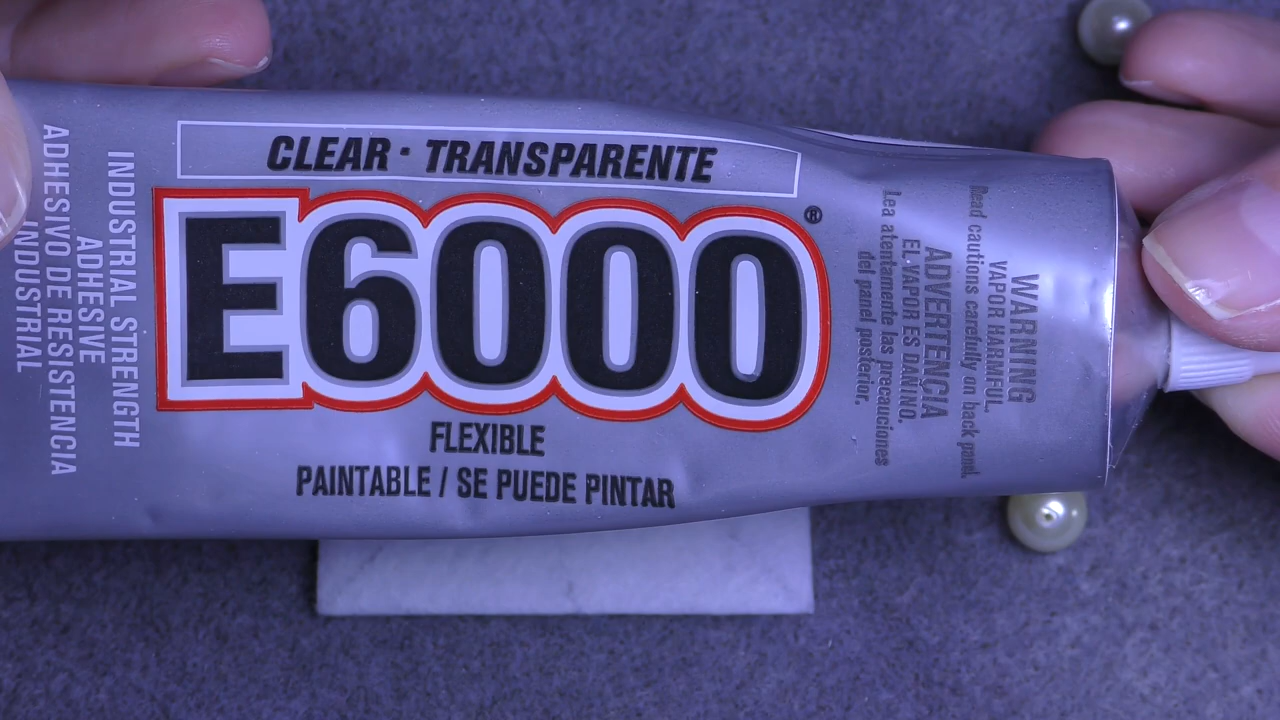 CLEAR · TRANSPARENTE
E6000®
FLEXIBLE
PAINTABLE / SE PUEDE PINTAR
INDUSTRIAL STRENGTH
ADHESIVE
ADHESIVO DE RESISTENCIA
INDUSTRIAL
WARNING
VAPOR HARMFUL.
Read cautions carefully on back panel.
ADVERTENCIA
EL VAPOR ES DANINO.
Lea atentamente las precauciones
del panel posterior.